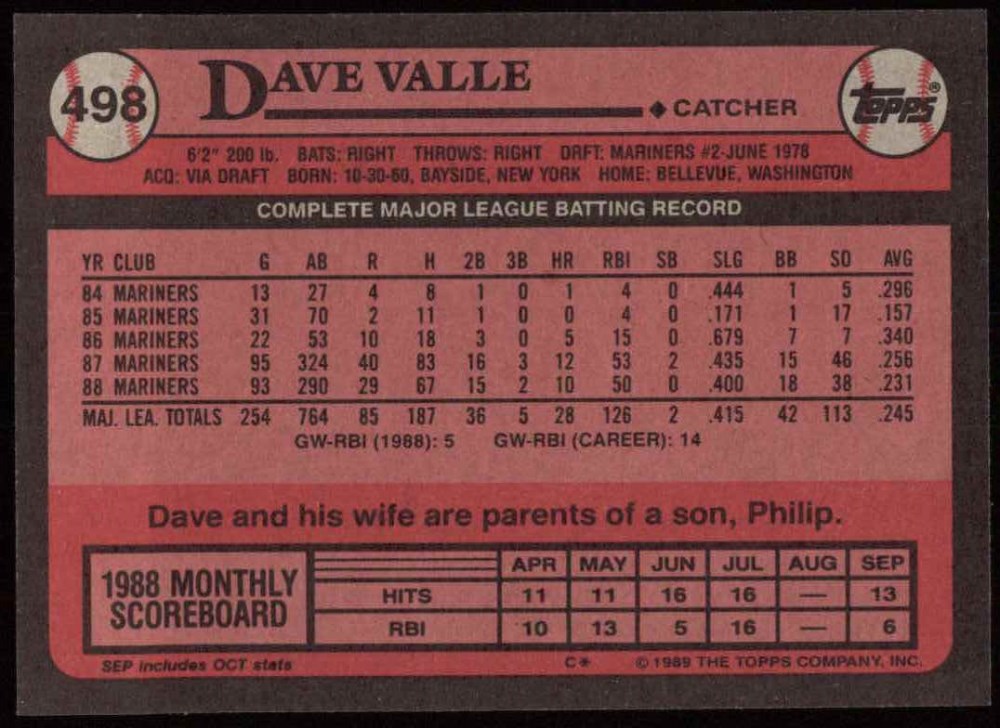 498
DAVE VALLE
◆ CATCHER
TOPPS®
6'2" 200 lb. BATS: RIGHT THROWS: RIGHT DRFT: MARINERS #2-JUNE 1978
ACQ: VIA DRAFT BORN: 10-30-60, BAYSIDE, NEW YORK HOME: BELLEVUE, WASHINGTON
COMPLETE MAJOR LEAGUE BATTING RECORD
YR CLUB G AB R H 2B 3B HR RBI SB SLG BB SO AVG
84 MARINERS 13 27 4 8 1 0 1 4 0 .444 1 5 .296
85 MARINERS 31 70 2 11 1 0 0 4 0 .171 1 17 .157
86 MARINERS 22 53 10 18 3 0 5 15 0 .679 7 7 .340
87 MARINERS 95 324 40 83 16 3 12 53 2 .435 15 46 .256
88 MARINERS 93 290 29 67 15 2 10 50 0 .400 18 38 .231
MAJ. LEA. TOTALS 254 764 85 187 36 5 28 126 2 .415 42 113 .245
GW-RBI (1988): 5 GW-RBI (CAREER): 14
Dave and his wife are parents of a son, Philip.
1988 MONTHLY
SCOREBOARD
APR MAY JUN JUL AUG SEP
HITS 11 11 16 16 — 13
RBI 10 13 5 16 — 6
SEP includes OCT stats C* © 1989 THE TOPPS COMPANY, INC.